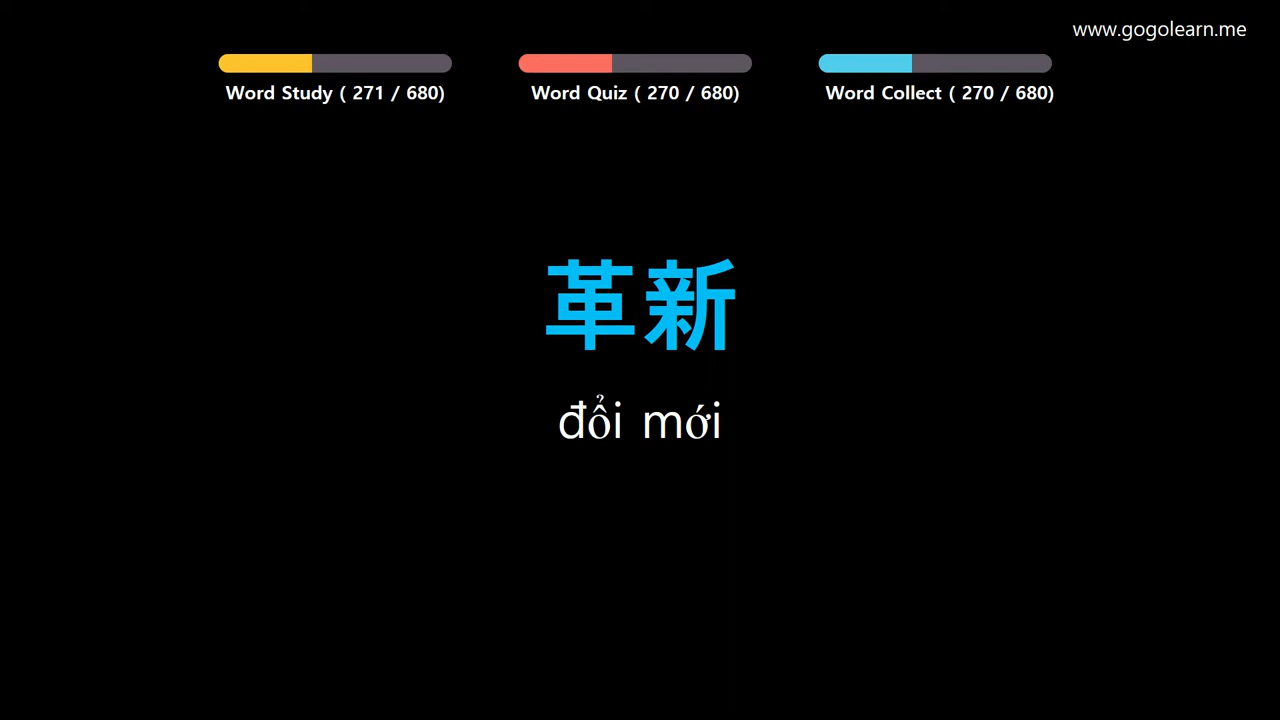 www.gogolearn.me
Word Study ( 271 / 680)
Word Quiz ( 270 / 680)
Word Collect ( 270 / 680)
革新
đổi mới